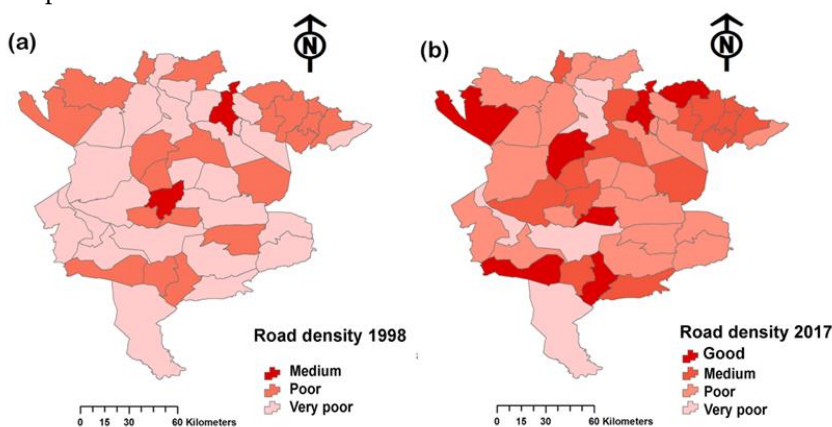 (a)
N
Road density 1998
Medium
Poor
Very poor
0 15 30 60 Kilometers
(b)
N
Road density 2017
Good
Medium
Poor
Very poor
0 15 30 60 Kilometers